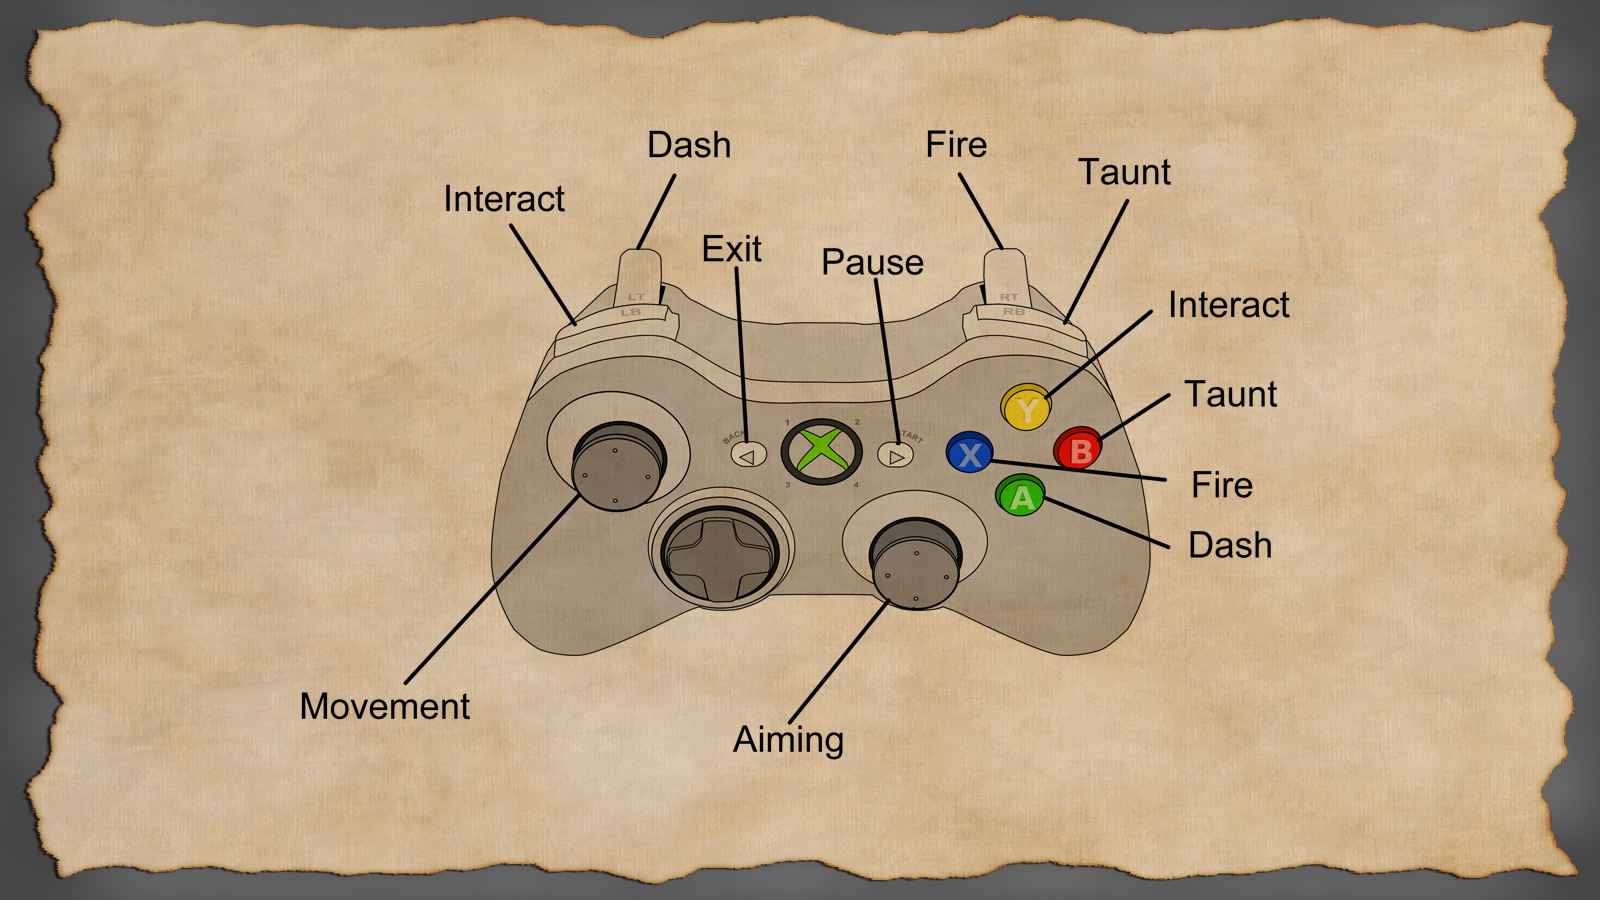 Dash
Fire
Taunt
Interact
Exit
Pause
LT
RT
LB
RB
Interact
Taunt
Y
1
2
BACK
START
X
B
3
4
A
Fire
Dash
Movement
Aiming